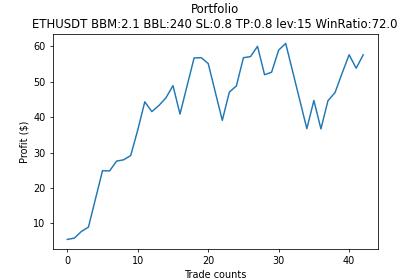 Portfolio
ETHUSDT BBM:2.1 BBL:240 SL:0.8 TP:0.8 lev:15 WinRatio:72.0
60
50
40
30
20
10
Profit ($)
0
10
20
30
40
Trade counts